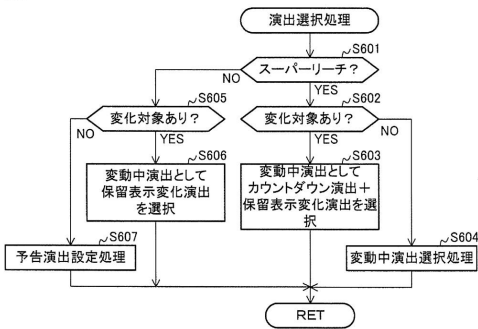 演出選択処理
S601
スーパーリーチ？
NO
YES
S605
変化対象あり？
NO
YES
S602
変化対象あり？
YES
NO
S606
変動中演出として
保留表示変化演出
を選択
S603
変動中演出として
カウントダウン演出＋
保留表示変化演出を選
択
S607
予告演出設定処理
S604
変動中演出選択処理
RET